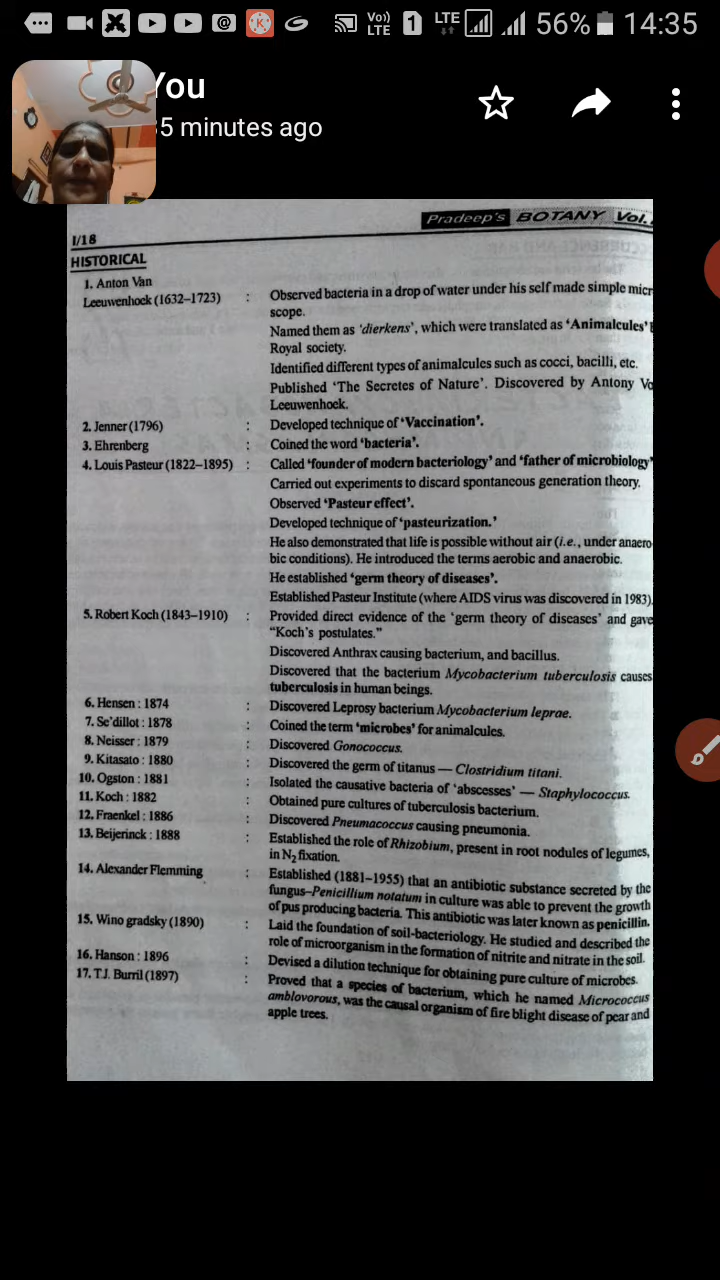 56% 14:35
You
35 minutes ago
Pradeep's BOTANY Vol.
I/18
HISTORICAL
1. Anton Van
Leeuwenhoek (1632–1723) : Observed bacteria in a drop of water under his self made simple micr
scope.
Named them as 'dierkens', which were translated as 'Animalcules'
Royal society.
Identified different types of animalcules such as cocci, bacilli, etc.
Published 'The Secretes of Nature'. Discovered by Antony Vo
Leeuwenhoek.
2. Jenner (1796) : Developed technique of 'Vaccination'.
3. Ehrenberg : Coined the word 'bacteria'.
4. Louis Pasteur (1822–1895) : Called 'founder of modern bacteriology' and 'father of microbiology'
Carried out experiments to discard spontaneous generation theory.
Observed 'Pasteur effect'.
Developed technique of 'pasteurization.'
He also demonstrated that life is possible without air (i.e., under anaero-
bic conditions). He introduced the terms aerobic and anaerobic.
He established 'germ theory of diseases'.
Established Pasteur Institute (where AIDS virus was discovered in 1983).
5. Robert Koch (1843–1910) : Provided direct evidence of the 'germ theory of diseases' and gave
"Koch's postulates."
Discovered Anthrax causing bacterium, and bacillus.
Discovered that the bacterium Mycobacterium tuberculosis causes
tuberculosis in human beings.
6. Hensen : 1874 : Discovered Leprosy bacterium Mycobacterium leprae.
7. Se'dillot : 1878 : Coined the term 'microbes' for animalcules.
8. Neisser : 1879 : Discovered Gonococcus.
9. Kitasato : 1880 : Discovered the germ of titanus — Clostridium titani.
10. Ogston : 1881 : Isolated the causative bacteria of 'abscesses' — Staphylococcus.
11. Koch : 1882 : Obtained pure cultures of tuberculosis bacterium.
12. Fraenkel : 1886 : Discovered Pneumacoccus causing pneumonia.
13. Beijerinck : 1888 : Established the role of Rhizobium, present in root nodules of legumes,
in N₂ fixation.
14. Alexander Flemming : Established (1881–1955) that an antibiotic substance secreted by the
fungus–Penicillium notatum in culture was able to prevent the growth
of pus producing bacteria. This antibiotic was later known as penicillin.
15. Wino gradsky (1890) : Laid the foundation of soil-bacteriology. He studied and described the
role of microorganism in the formation of nitrite and nitrate in the soil.
16. Hanson : 1896 : Devised a dilution technique for obtaining pure culture of microbes.
17. T.J. Burril (1897) : Proved that a species of bacterium, which he named Micrococcus
amblovorous, was the causal organism of fire blight disease of pear and
apple trees.